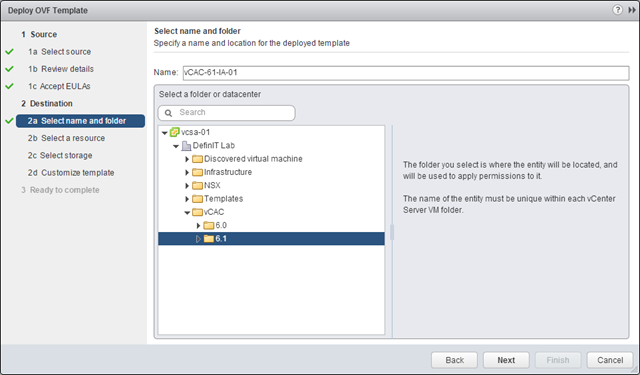 Deploy OVF Template
1 Source
1a Select source
1b Review details
1c Accept EULAs
2 Destination
2a Select name and folder
2b Select a resource
2c Select storage
2d Customize template
3 Ready to complete
Select name and folder
Specify a name and location for the deployed template
Name: vCAC-61-IA-01
Select a folder or datacenter
Search
vcsa-01
DefinIT Lab
Discovered virtual machine
Infrastructure
NSX
Templates
vCAC
6.0
6.1
The folder you select is where the entity will be located, and
will be used to apply permissions to it.
The name of the entity must be unique within each vCenter
Server VM folder.
Back Next Finish Cancel